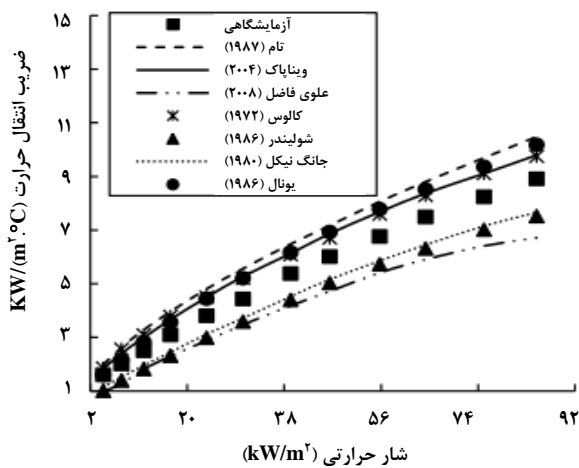 ضریب انتقال حرارت KW/(m².°C)
۱۵
۱۳
۱۱
۹
۷
۵
۳
۱
آزمایشگاهی
تام (۱۹۸۷)
ویناپاک (۲۰۰۴)
علوی فاضل (۲۰۰۸)
کالوس (۱۹۷۲)
شولیندر (۱۹۸۶)
جانگ نیکل (۱۹۸۰)
یونال (۱۹۸۶)
۲ ۲۰ ۳۸ ۵۶ ۷۴ ۹۲
شار حرارتی (kW/m²)